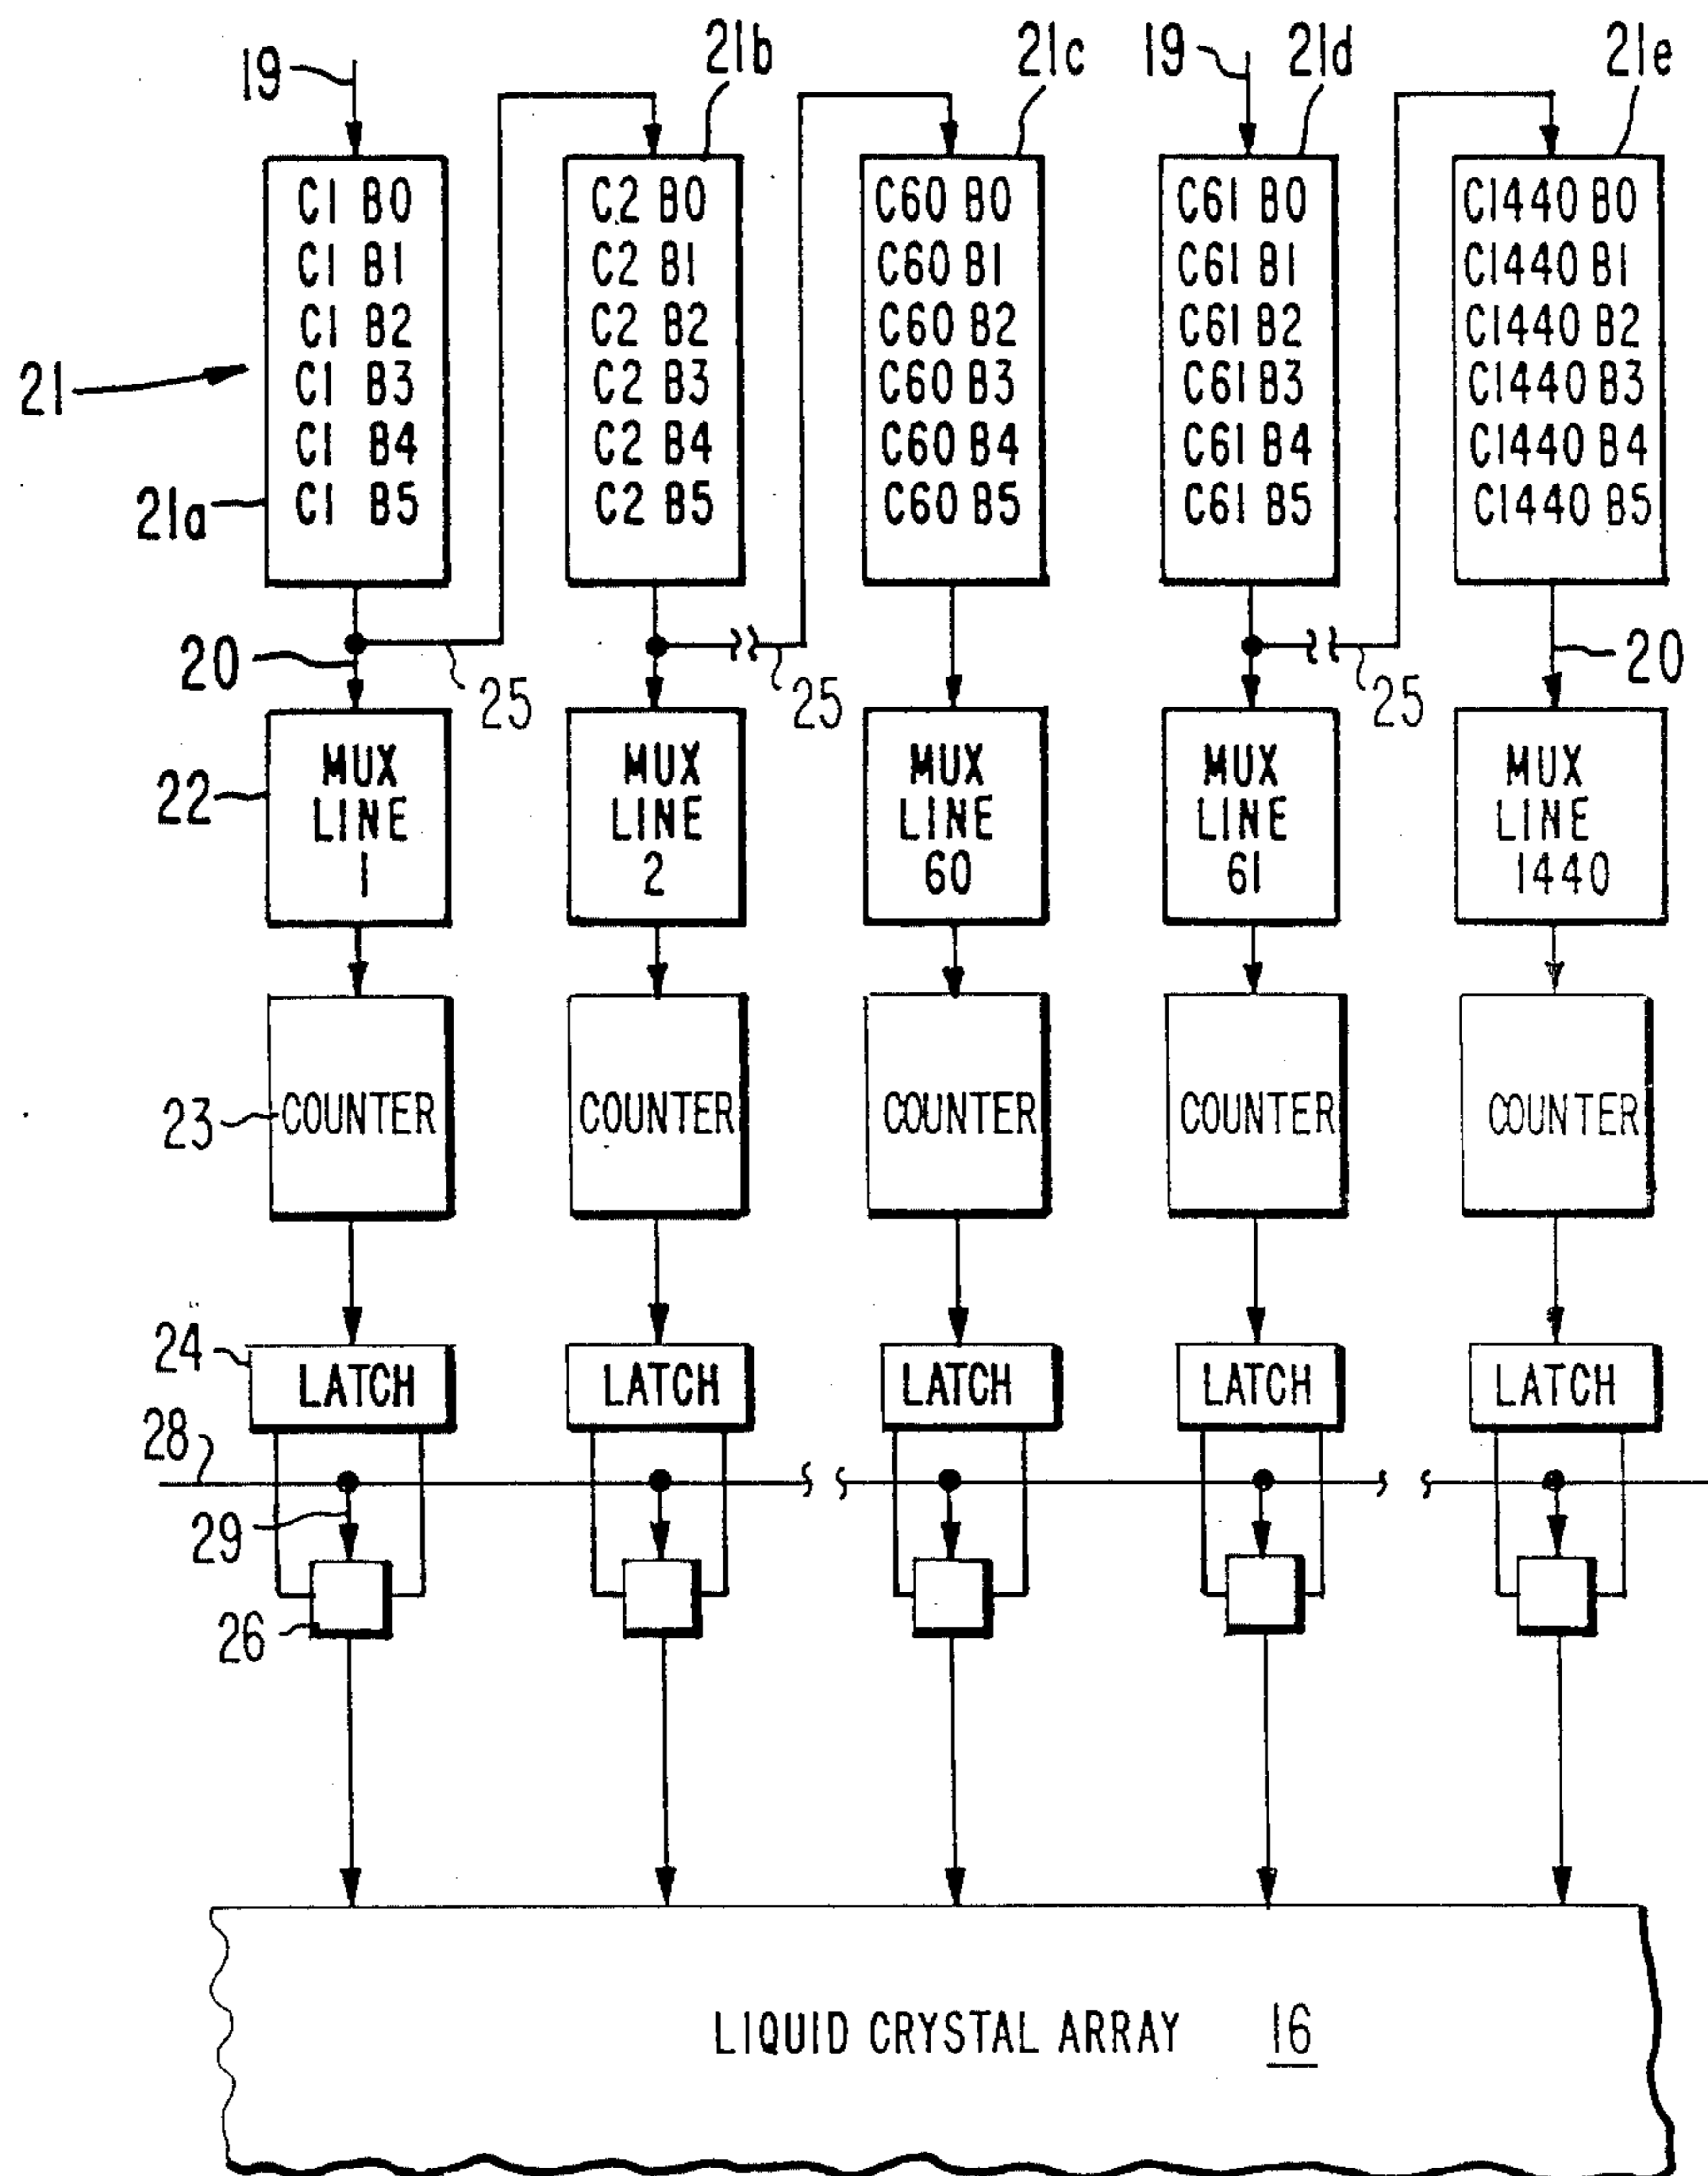 19
21b
21c
19
21d
21e
C1 B0
C1 B1
C1 B2
C1 B3
C1 B4
C1 B5
C2 B0
C2 B1
C2 B2
C2 B3
C2 B4
C2 B5
C60 B0
C60 B1
C60 B2
C60 B3
C60 B4
C60 B5
C61 B0
C61 B1
C61 B2
C61 B3
C61 B4
C61 B5
C1440 B0
C1440 B1
C1440 B2
C1440 B3
C1440 B4
C1440 B5
21
21a
20
25
25
25
20
22
MUX
LINE
1
MUX
LINE
2
MUX
LINE
60
MUX
LINE
61
MUX
LINE
1440
23
COUNTER
COUNTER
COUNTER
COUNTER
COUNTER
24
LATCH
LATCH
LATCH
LATCH
LATCH
28
29
26
LIQUID CRYSTAL ARRAY 16